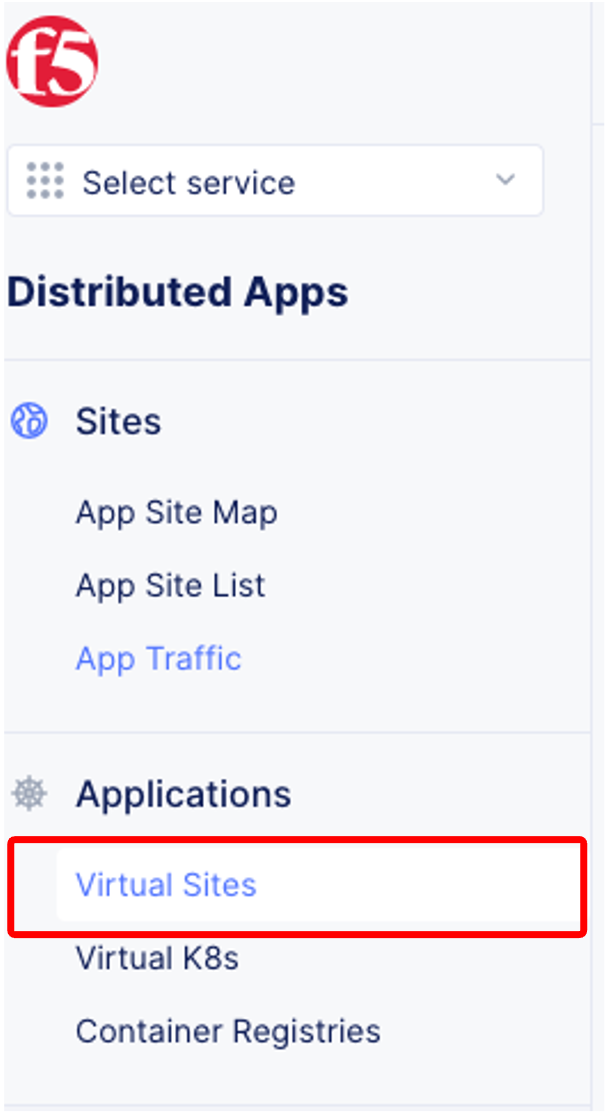 f5
Select service
Distributed Apps
Sites
App Site Map
App Site List
App Traffic
Applications
Virtual Sites
Virtual K8s
Container Registries